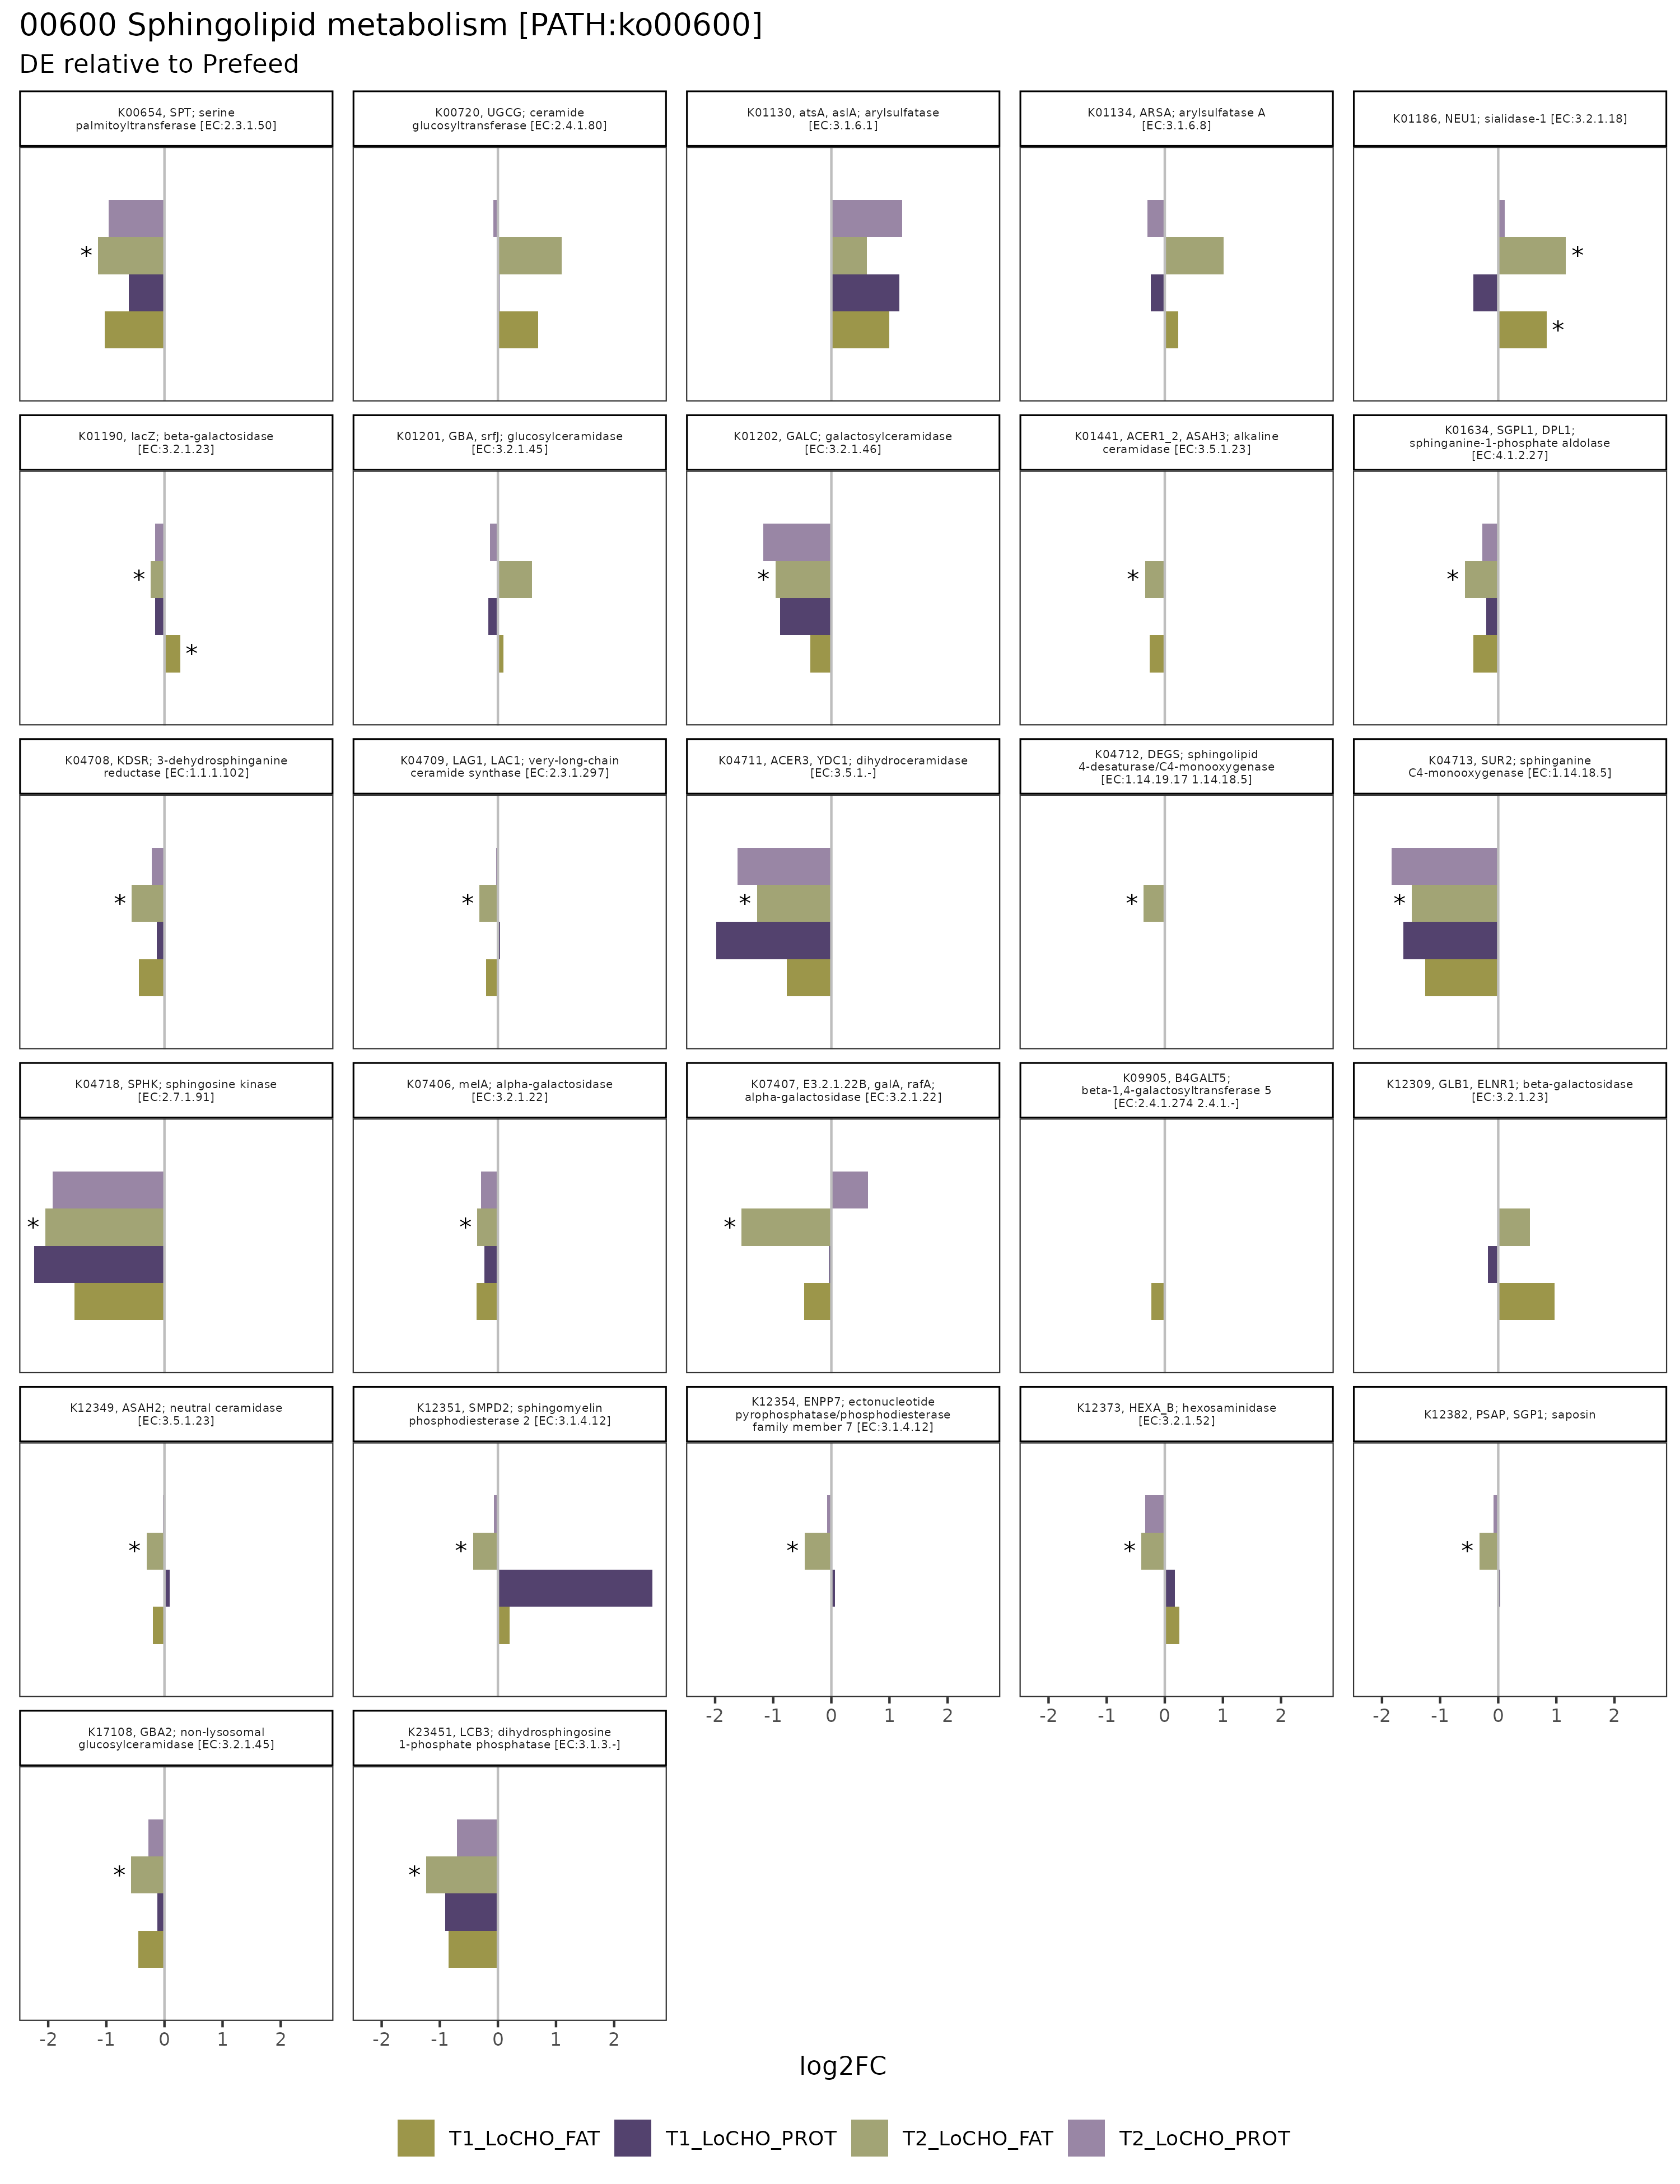 00600 Sphingolipid metabolism [PATH:ko00600]
DE relative to Prefeed
K00654, SPT; serine
palmitoyltransferase [EC:2.3.1.50]
K00720, UGCG; ceramide
glucosyltransferase [EC:2.4.1.80]
K01130, atsA, aslA; arylsulfatase
[EC:3.1.6.1]
K01134, ARSA; arylsulfatase A
[EC:3.1.6.8]
K01186, NEU1; sialidase-1 [EC:3.2.1.18]
*
*
*
K01190, lacZ; beta-galactosidase
[EC:3.2.1.23]
K01201, GBA, srfJ; glucosylceramidase
[EC:3.2.1.45]
K01202, GALC; galactosylceramidase
[EC:3.2.1.46]
K01441, ACER1_2, ASAH3; alkaline
ceramidase [EC:3.5.1.23]
K01634, SGPL1, DPL1;
sphinganine-1-phosphate aldolase
[EC:4.1.2.27]
*
*
*
*
*
K04708, KDSR; 3-dehydrosphinganine
reductase [EC:1.1.1.102]
K04709, LAG1, LAC1; very-long-chain
ceramide synthase [EC:2.3.1.297]
K04711, ACER3, YDC1; dihydroceramidase
[EC:3.5.1.-]
K04712, DEGS; sphingolipid
4-desaturase/C4-monooxygenase
[EC:1.14.19.17 1.14.18.5]
K04713, SUR2; sphinganine
C4-monooxygenase [EC:1.14.18.5]
*
*
*
*
*
K04718, SPHK; sphingosine kinase
[EC:2.7.1.91]
K07406, melA; alpha-galactosidase
[EC:3.2.1.22]
K07407, E3.2.1.22B, galA, rafA;
alpha-galactosidase [EC:3.2.1.22]
K09905, B4GALT5;
beta-1,4-galactosyltransferase 5
[EC:2.4.1.274 2.4.1.-]
K12309, GLB1, ELNR1; beta-galactosidase
[EC:3.2.1.23]
*
*
*
K12349, ASAH2; neutral ceramidase
[EC:3.5.1.23]
K12351, SMPD2; sphingomyelin
phosphodiesterase 2 [EC:3.1.4.12]
K12354, ENPP7; ectonucleotide
pyrophosphatase/phosphodiesterase
family member 7 [EC:3.1.4.12]
K12373, HEXA_B; hexosaminidase
[EC:3.2.1.52]
K12382, PSAP, SGP1; saposin
*
*
*
*
*
-2 -1 0 1 2
-2 -1 0 1 2
-2 -1 0 1 2
K17108, GBA2; non-lysosomal
glucosylceramidase [EC:3.2.1.45]
K23451, LCB3; dihydrosphingosine
1-phosphate phosphatase [EC:3.1.3.-]
*
*
-2 -1 0 1 2
-2 -1 0 1 2
log2FC
T1_LoCHO_FAT T1_LoCHO_PROT T2_LoCHO_FAT T2_LoCHO_PROT